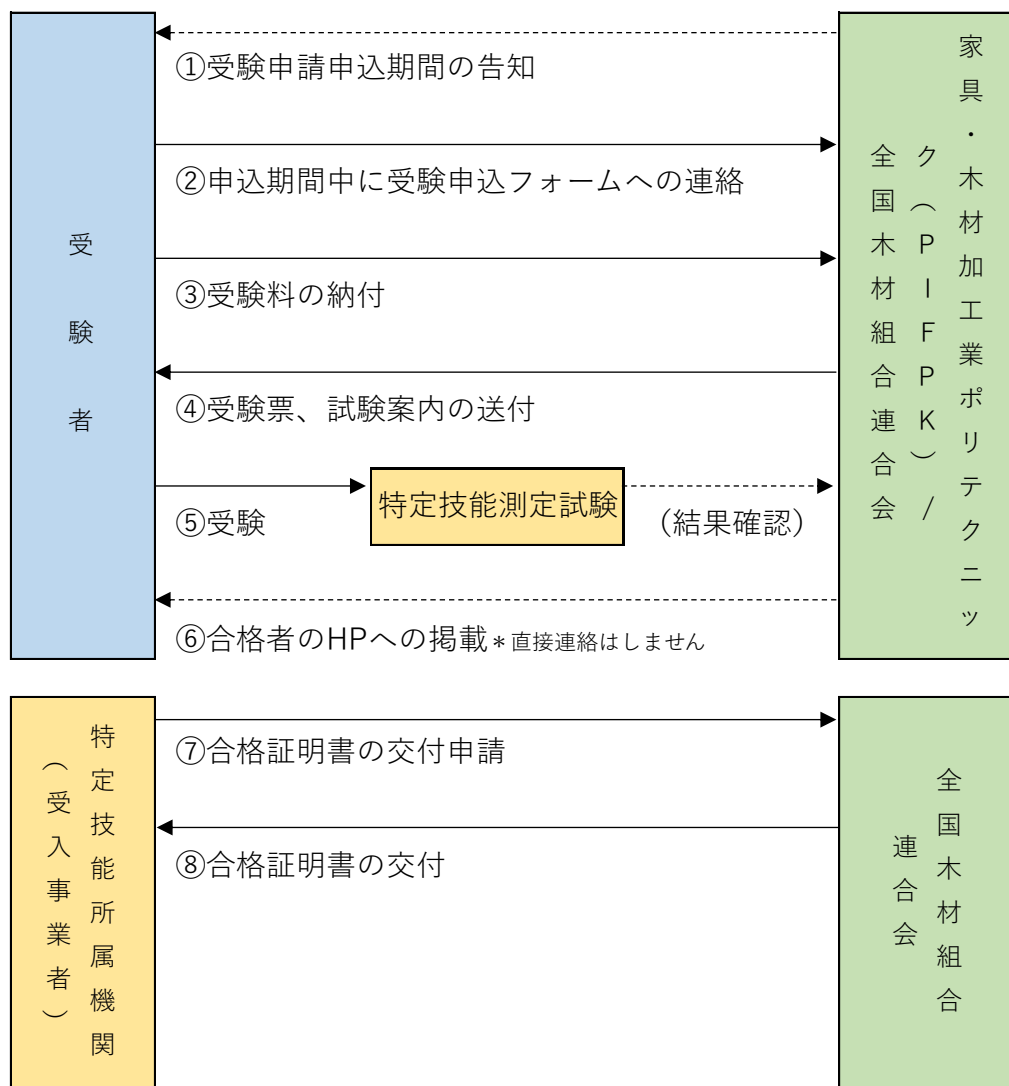 受験者
①受験申請申込期間の告知
②申込期間中に受験申込フォームへの連絡
③受験料の納付
④受験票、試験案内の送付
⑤受験
特定技能測定試験
（結果確認）
⑥合格者のHPへの掲載＊直接連絡はしません
家具・木材加工業ポリテクニッ
ク（PIFPK）/
全国木材組合連合会
特定技能所属機関
（受入事業者）
⑦合格証明書の交付申請
⑧合格証明書の交付
全国木材組合
連合会